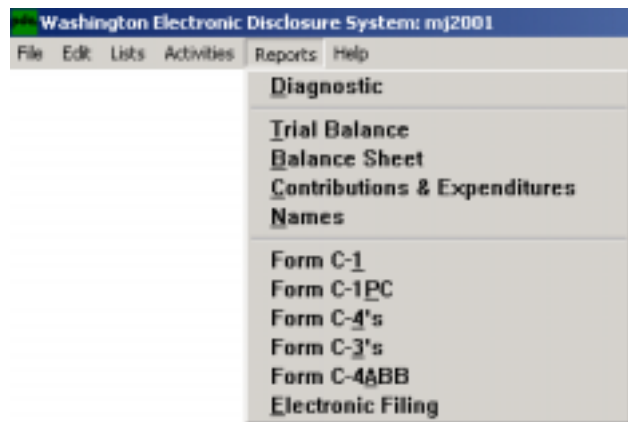 Washington Electronic Disclosure System: mj2001
File Edit Lists Activities Reports Help
Diagnostic
Trial Balance
Balance Sheet
Contributions & Expenditures
Names
Form C-1
Form C-1PC
Form C-4's
Form C-3's
Form C-4ABB
Electronic Filing